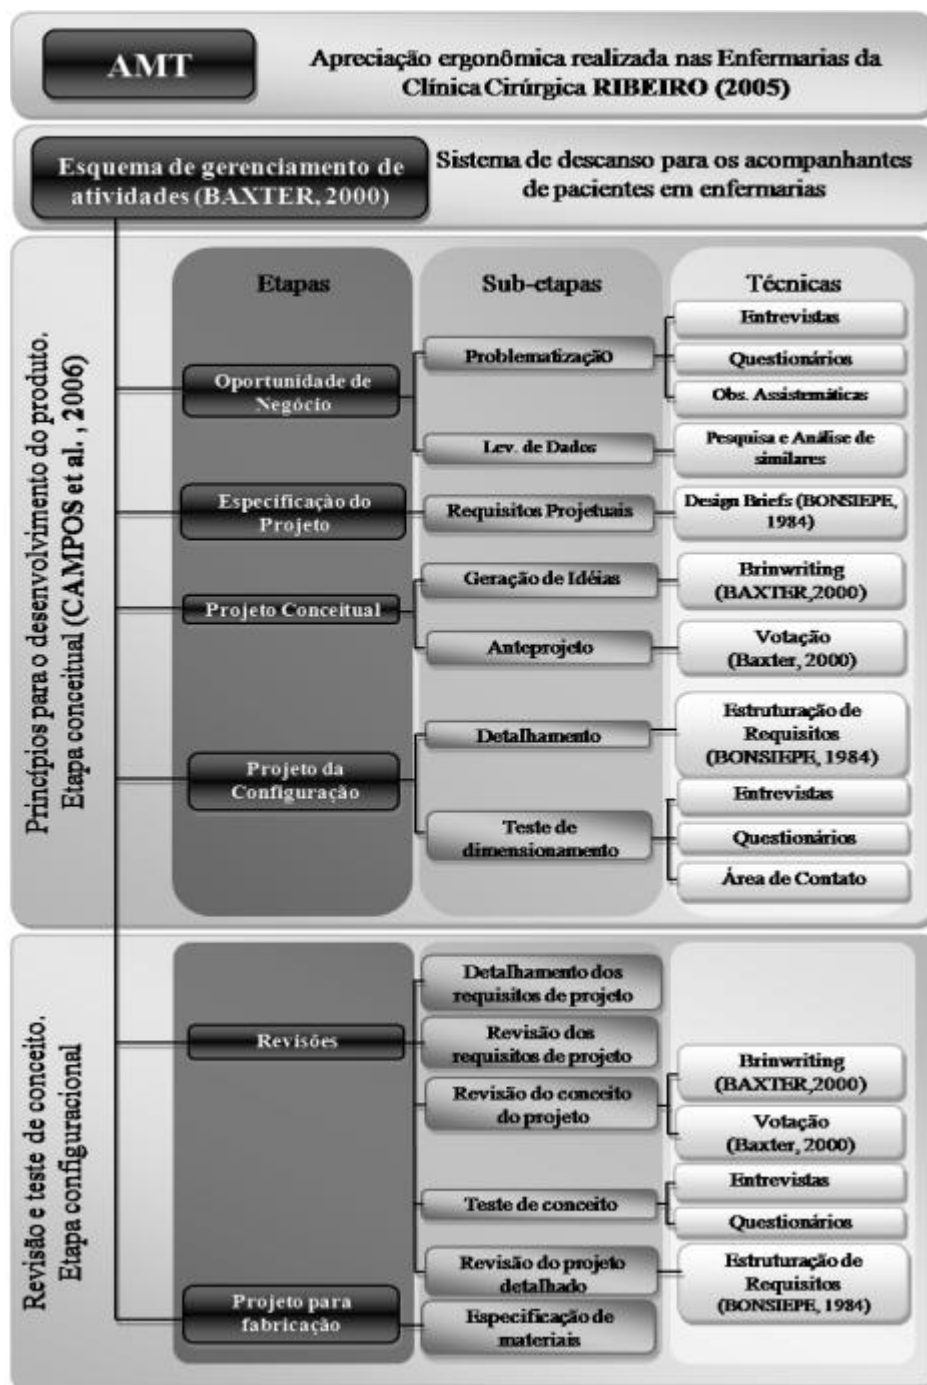 AMT
Apreciação ergonômica realizada nas Enfermarias da
Clínica Cirúrgica RIBEIRO (2005)
Esquema de gerenciamento de
atividades (BAXTER, 2000)
Sistema de descanso para os acompanhantes
de pacientes em enfermarias
Princípios para o desenvolvimento do produto.
Etapa conceitual (CAMPOS et al. , 2006)
Etapas
Sub-etapas
Técnicas
Oportunidade de
Negócio
Problematização
Entrevistas
Questionários
Obs. Assistemáticas
Lev. de Dados
Pesquisa e Análise de
similares
Especificação do
Projeto
Requisitos Projetuais
Design Briefs (BONSIEPE,
1984)
Projeto Conceitual
Geração de Idéias
Brinwriting
(BAXTER,2000)
Anteprojeto
Votação
(Baxter, 2000)
Projeto da
Configuração
Detalhamento
Estruturação de
Requisitos
(BONSIEPE, 1984)
Teste de
dimensionamento
Entrevistas
Questionários
Área de Contato
Revisão e teste de conceito.
Etapa configuracional
Revisões
Detalhamento dos
requisitos de projeto
Revisão dos
requisitos de projeto
Revisão do conceito
do projeto
Brinwriting
(BAXTER,2000)
Votação
(Baxter, 2000)
Teste de conceito
Entrevistas
Questionários
Revisão do projeto
detalhado
Estruturação de
Requisitos
(BONSIEPE, 1984)
Projeto para
fabricação
Especificação de
materiais